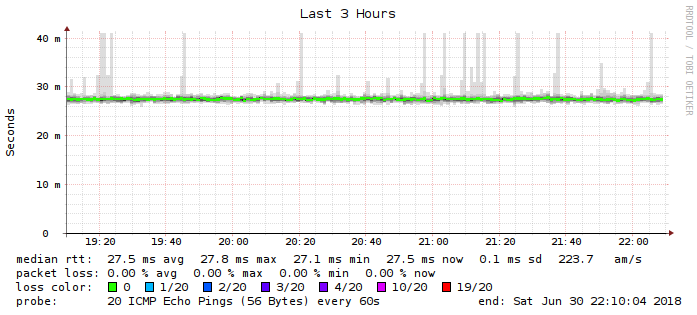 Last 3 Hours
RRDTOOL / TOBI OETIKER
Seconds
40 m
30 m
20 m
10 m
0
19:20 19:40 20:00 20:20 20:40 21:00 21:20 21:40 22:00
median rtt: 27.5 ms avg 27.8 ms max 27.1 ms min 27.5 ms now 0.1 ms sd 223.7 am/s
packet loss: 0.00 % avg 0.00 % max 0.00 % min 0.00 % now
loss color: 0 1/20 2/20 3/20 4/20 10/20 19/20
probe: 20 ICMP Echo Pings (56 Bytes) every 60s end: Sat Jun 30 22:10:04 2018